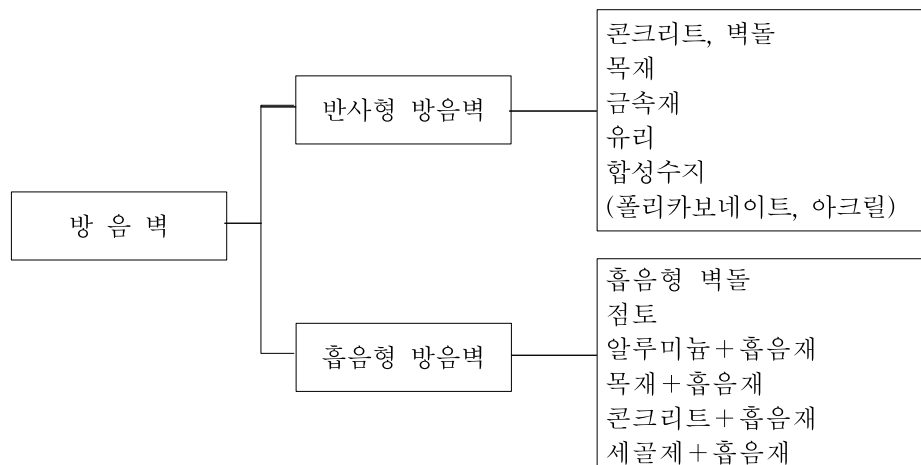 방 음 벽
반사형 방음벽
콘크리트, 벽돌
목재
금속재
유리
합성수지
(폴리카보네이트, 아크릴)
흡음형 방음벽
흡음형 벽돌
점토
알루미늄+흡음재
목재+흡음재
콘크리트+흡음재
세골제+흡음재